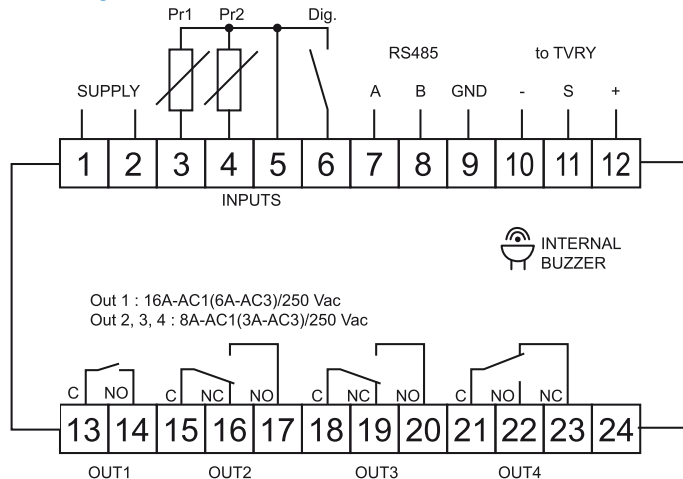 Pr1 Pr2 Dig.
RS485 to TVRY
SUPPLY A B GND - S +
1 2 3 4 5 6 7 8 9 10 11 12
INPUTS
INTERNAL
BUZZER
Out 1 : 16A-AC1(6A-AC3)/250 Vac
Out 2, 3, 4 : 8A-AC1(3A-AC3)/250 Vac
C NO C NC NO C NC NO C NO NC
13 14 15 16 17 18 19 20 21 22 23 24
OUT1 OUT2 OUT3 OUT4